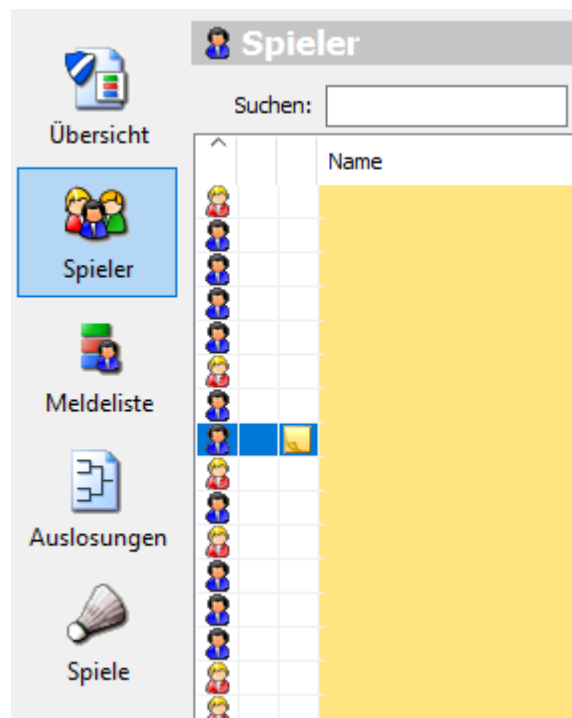 Spieler
Suchen:
Name
Übersicht
Spieler
Meldeliste
Auslosungen
Spiele